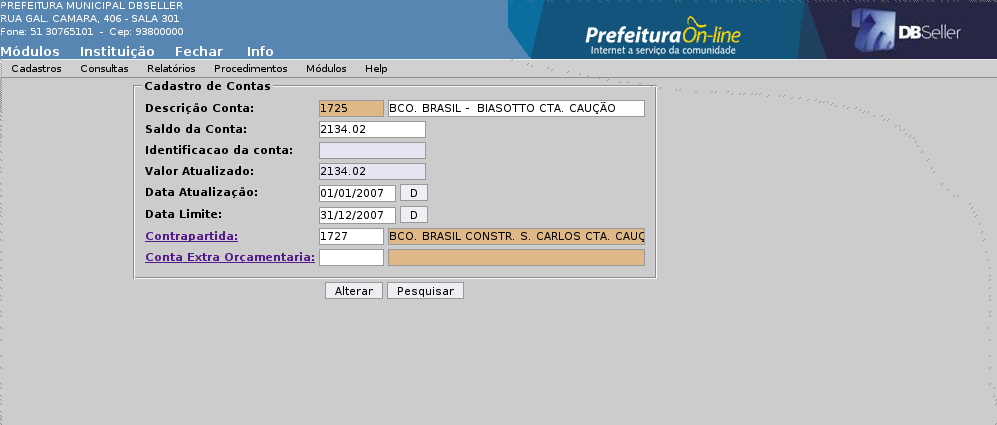 PREFEITURA MUNICIPAL DBSELLER
RUA GAL. CAMARA, 406 - SALA 301
Fone: 51 30765101 - Cep: 93800000
Prefeitura On-line
Internet a serviço da comunidade
DBSeller
Módulos Instituição Fechar Info
Cadastros Consultas Relatórios Procedimentos Módulos Help
Cadastro de Contas
Descrição Conta: 1725 BCO. BRASIL - BIASOTTO CTA. CAUÇÃO
Saldo da Conta: 2134.02
Identificacao da conta:
Valor Atualizado: 2134.02
Data Atualização: 01/01/2007 D
Data Limite: 31/12/2007 D
Contrapartida: 1727 BCO. BRASIL CONSTR. S. CARLOS CTA. CAUÇ
Conta Extra Orçamentaria:
Alterar Pesquisar